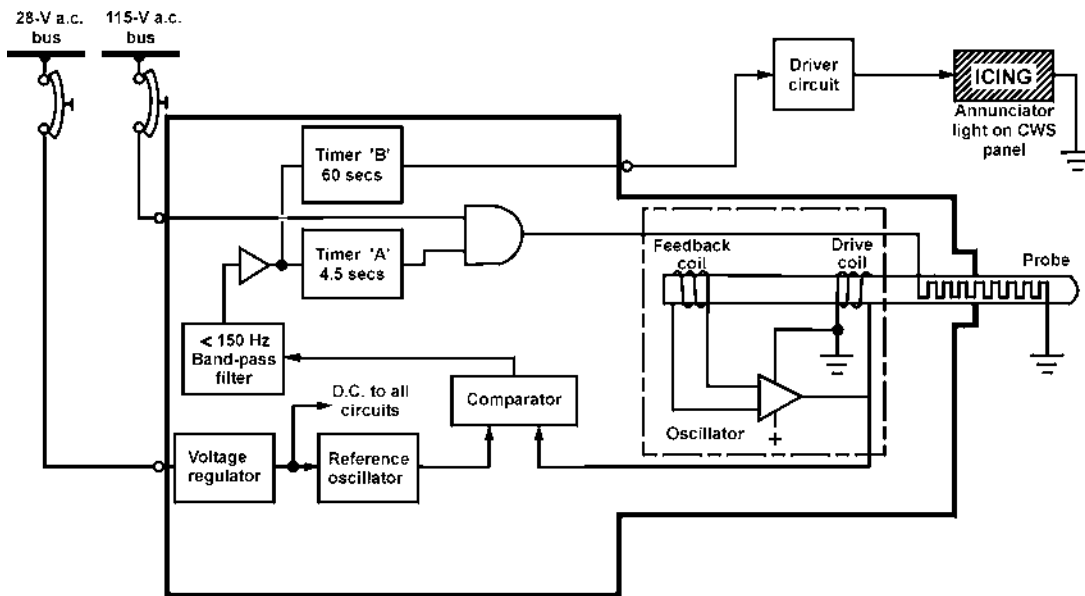 28-V a.c.
bus
115-V a.c.
bus
Driver
circuit
ICING
Annunciator
light on CWS
panel
Timer 'B'
60 secs
Timer 'A'
4.5 secs
Feedback
coil
Drive
coil
Probe
< 150 Hz
Band-pass
filter
D.C. to all
circuits
Comparator
Oscillator
+
Voltage
regulator
Reference
oscillator